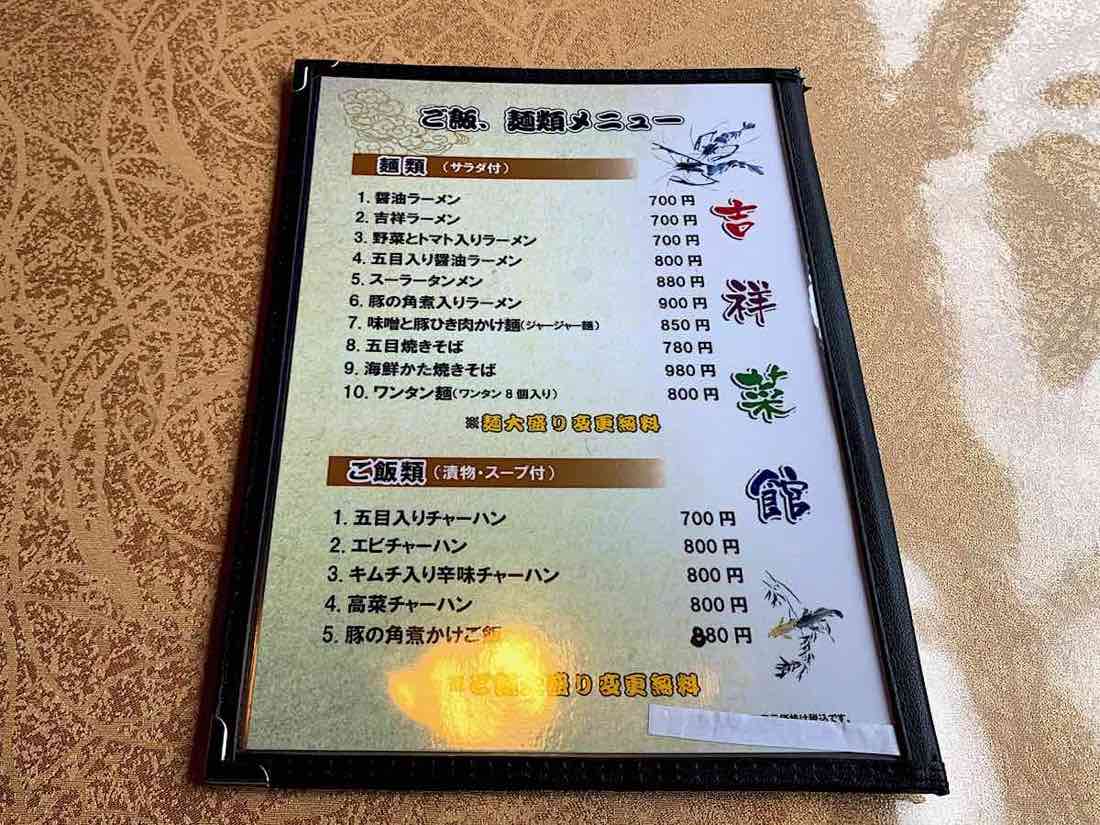 ご飯、麺類メニュー
麺類（サラダ付）
1. 醤油ラーメン 700円
2. 吉祥ラーメン 700円
3. 野菜とトマト入りラーメン 700円
4. 五目入り醤油ラーメン 800円
5. スーラータンメン 880円
6. 豚の角煮入りラーメン 900円
7. 味噌と豚ひき肉かけ麺（ジャージャー麺） 850円
8. 五目焼きそば 780円
9. 海鮮かた焼きそば 980円
10. ワンタン麺（ワンタン8個入り） 800円
※麺大盛り変更無料
ご飯類（漬物・スープ付）
1. 五目入りチャーハン 700円
2. エビチャーハン 800円
3. キムチ入り辛味チャーハン 800円
4. 高菜チャーハン 800円
5. 豚の角煮かけご飯 880円
※ご飯大盛り変更無料
税込です。
吉祥菜館